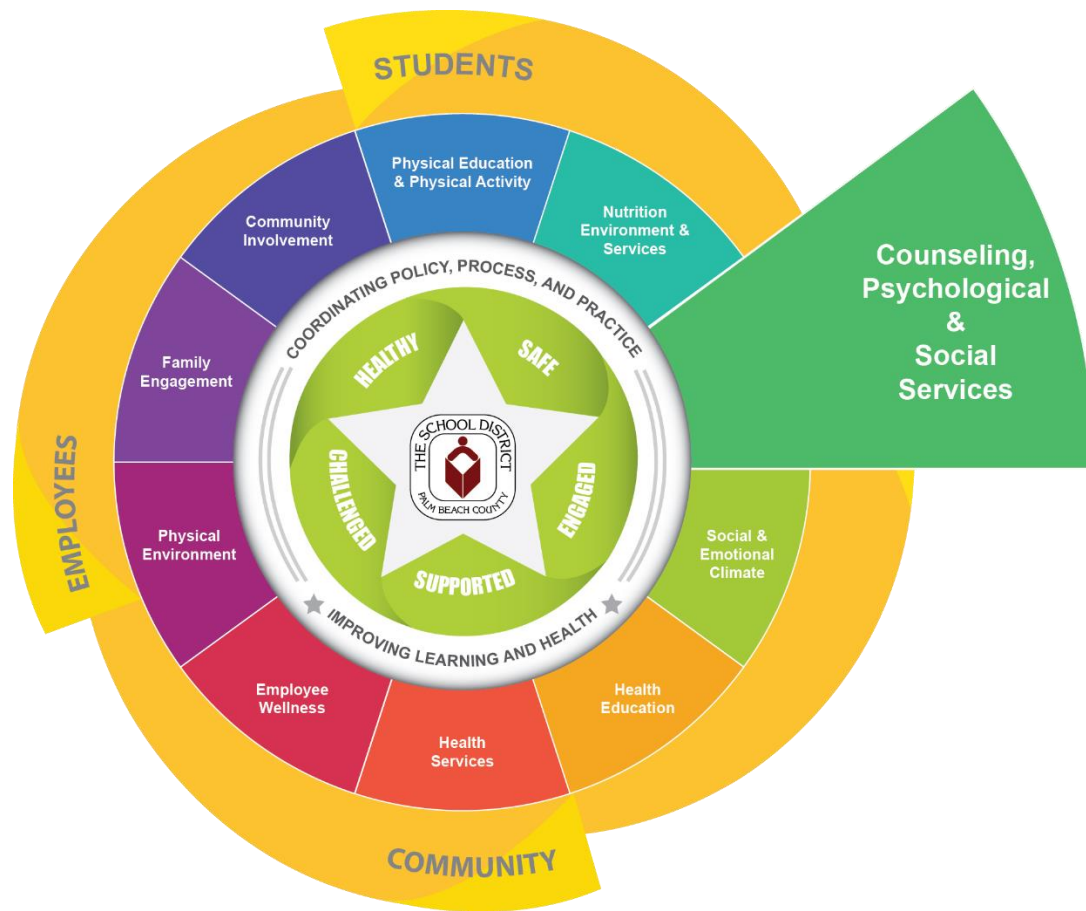 STUDENTS
Physical Education
& Physical Activity
Nutrition
Environment &
Services
Counseling,
Psychological
&
Social
Services
Social &
Emotional
Climate
Health
Education
Health
Services
Employee
Wellness
Physical
Environment
Family
Engagement
Community
Involvement
EMPLOYEES
COMMUNITY
COORDINATING POLICY, PROCESS, AND PRACTICE
IMPROVING LEARNING AND HEALTH
HEALTHY
SAFE
ENGAGED
SUPPORTED
CHALLENGED
THE SCHOOL DISTRICT
PALM BEACH COUNTY